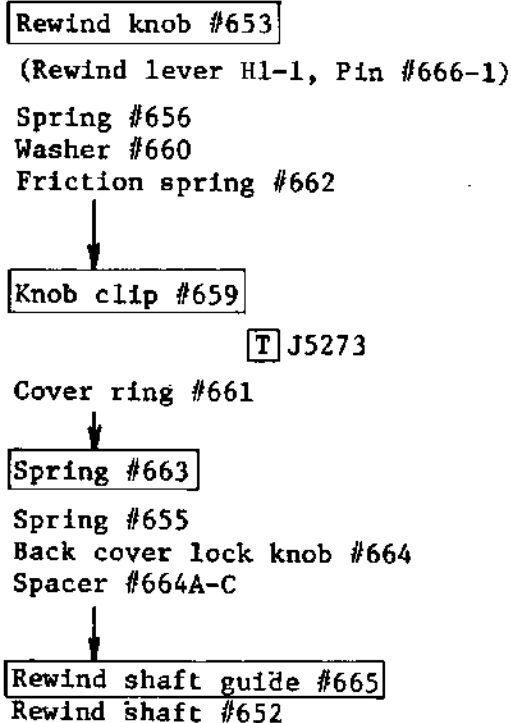 Rewind knob #653
(Rewind lever H1-1, Pin #666-1)
Spring #656
Washer #660
Friction spring #662
Knob clip #659
T J5273
Cover ring #661
Spring #663
Spring #655
Back cover lock knob #664
Spacer #664A-C
Rewind shaft guide #665
Rewind shaft #652